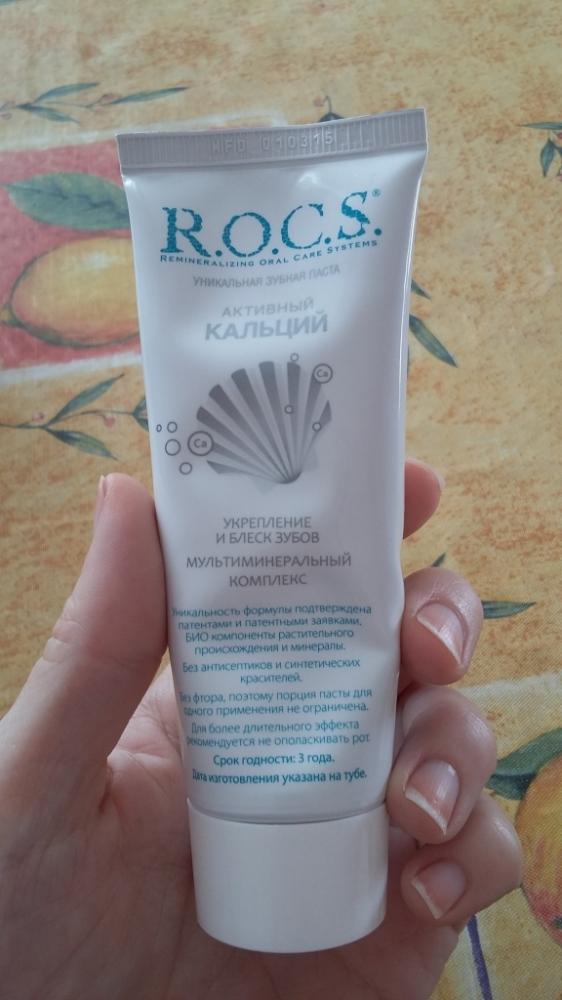 MFD 010315
R.O.C.S.®
REMINERALIZING ORAL CARE SYSTEMS
УНИКАЛЬНАЯ ЗУБНАЯ ПАСТА
АКТИВНЫЙ
КАЛЬЦИЙ
Ca
Ca
УКРЕПЛЕНИЕ
И БЛЕСК ЗУБОВ
МУЛЬТИМИНЕРАЛЬНЫЙ
КОМПЛЕКС
Уникальность формулы подтверждена
патентами и патентными заявками.
БИО компоненты растительного
происхождения и минералы.
Без антисептиков и синтетических
красителей.
Без фтора, поэтому порция пасты для
одного применения не ограничена.
Для более длительного эффекта
рекомендуется не ополаскивать рот.
Срок годности: 3 года.
Дата изготовления указана на тубе.